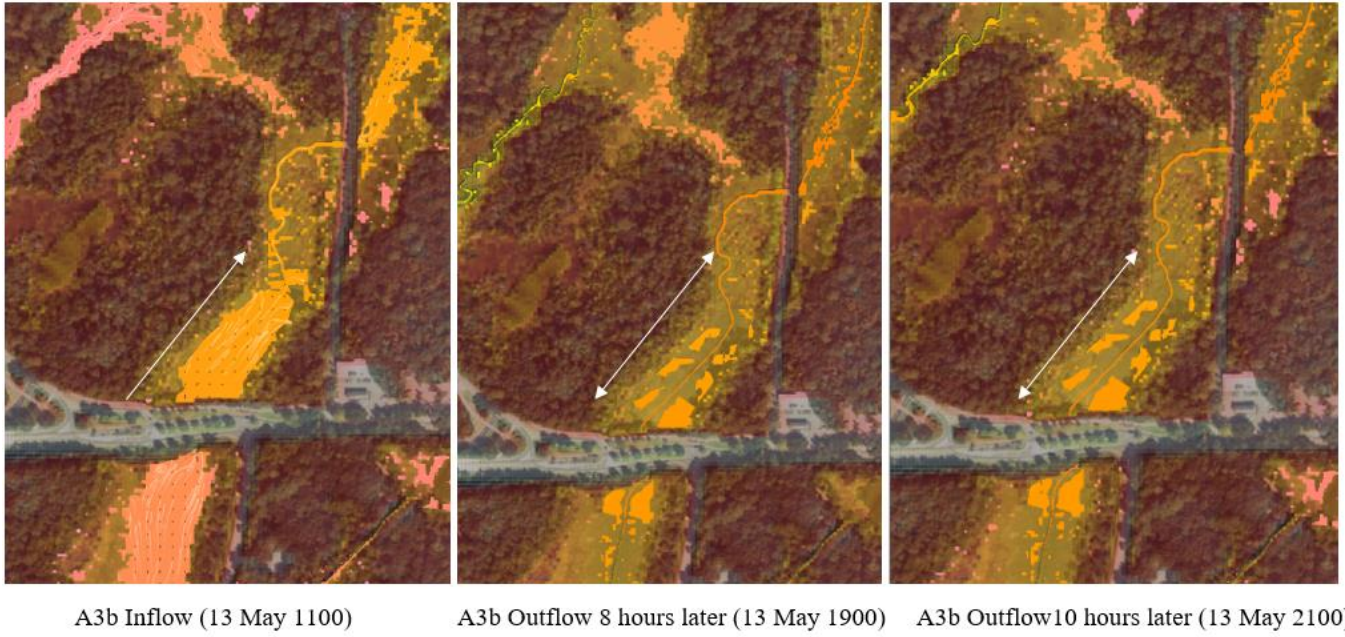 A3b Inflow (13 May 1100)
A3b Outflow 8 hours later (13 May 1900)
A3b Outflow10 hours later (13 May 2100)